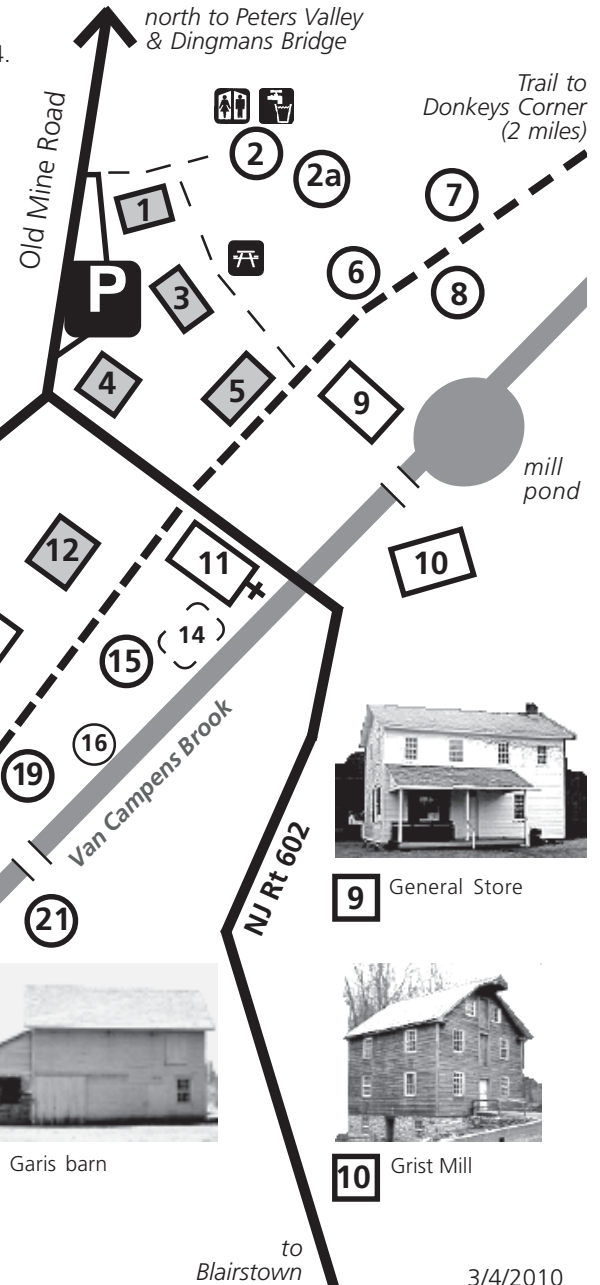 north to Peters Valley
& Dingmans Bridge
4.
Trail to
Donkeys Corner
(2 miles)
Old Mine Road
2
2a
7
1
6
8
P
3
4
5
9
mill
pond
12
11
10
14
15
16
19
Van Campens Brook
21
NJ Rt 602
9 General Store
Garis barn
10 Grist Mill
to
Blairstown
3/4/2010